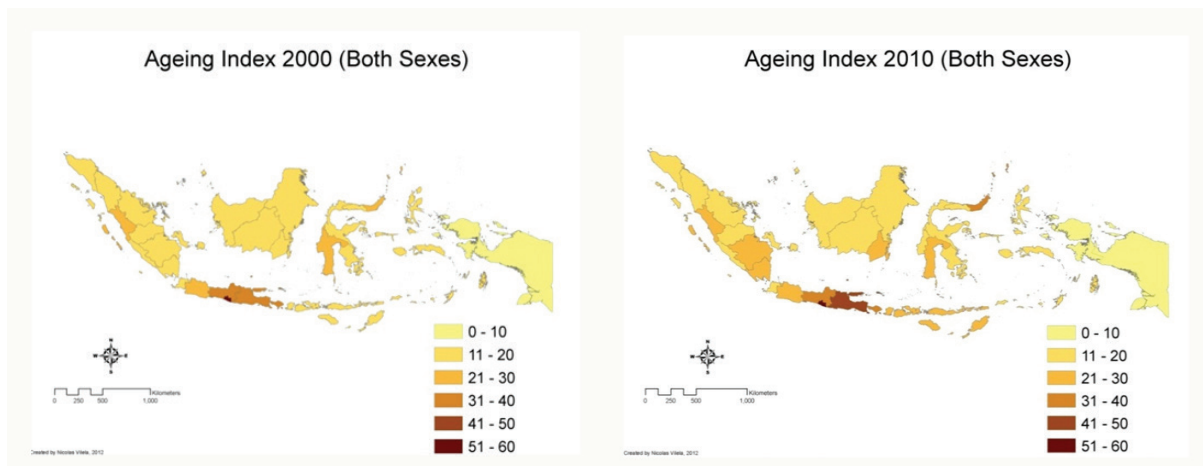 Ageing Index 2000 (Both Sexes)
N
W E
S
0 250 500 1,000
Kilometers
0 - 10
11 - 20
21 - 30
31 - 40
41 - 50
51 - 60
Created by Nicolas Vilela, 2012
Ageing Index 2010 (Both Sexes)
N
W E
S
0 250 500 1,000
Kilometers
0 - 10
11 - 20
21 - 30
31 - 40
41 - 50
51 - 60
Created by Nicolas Vilela, 2012